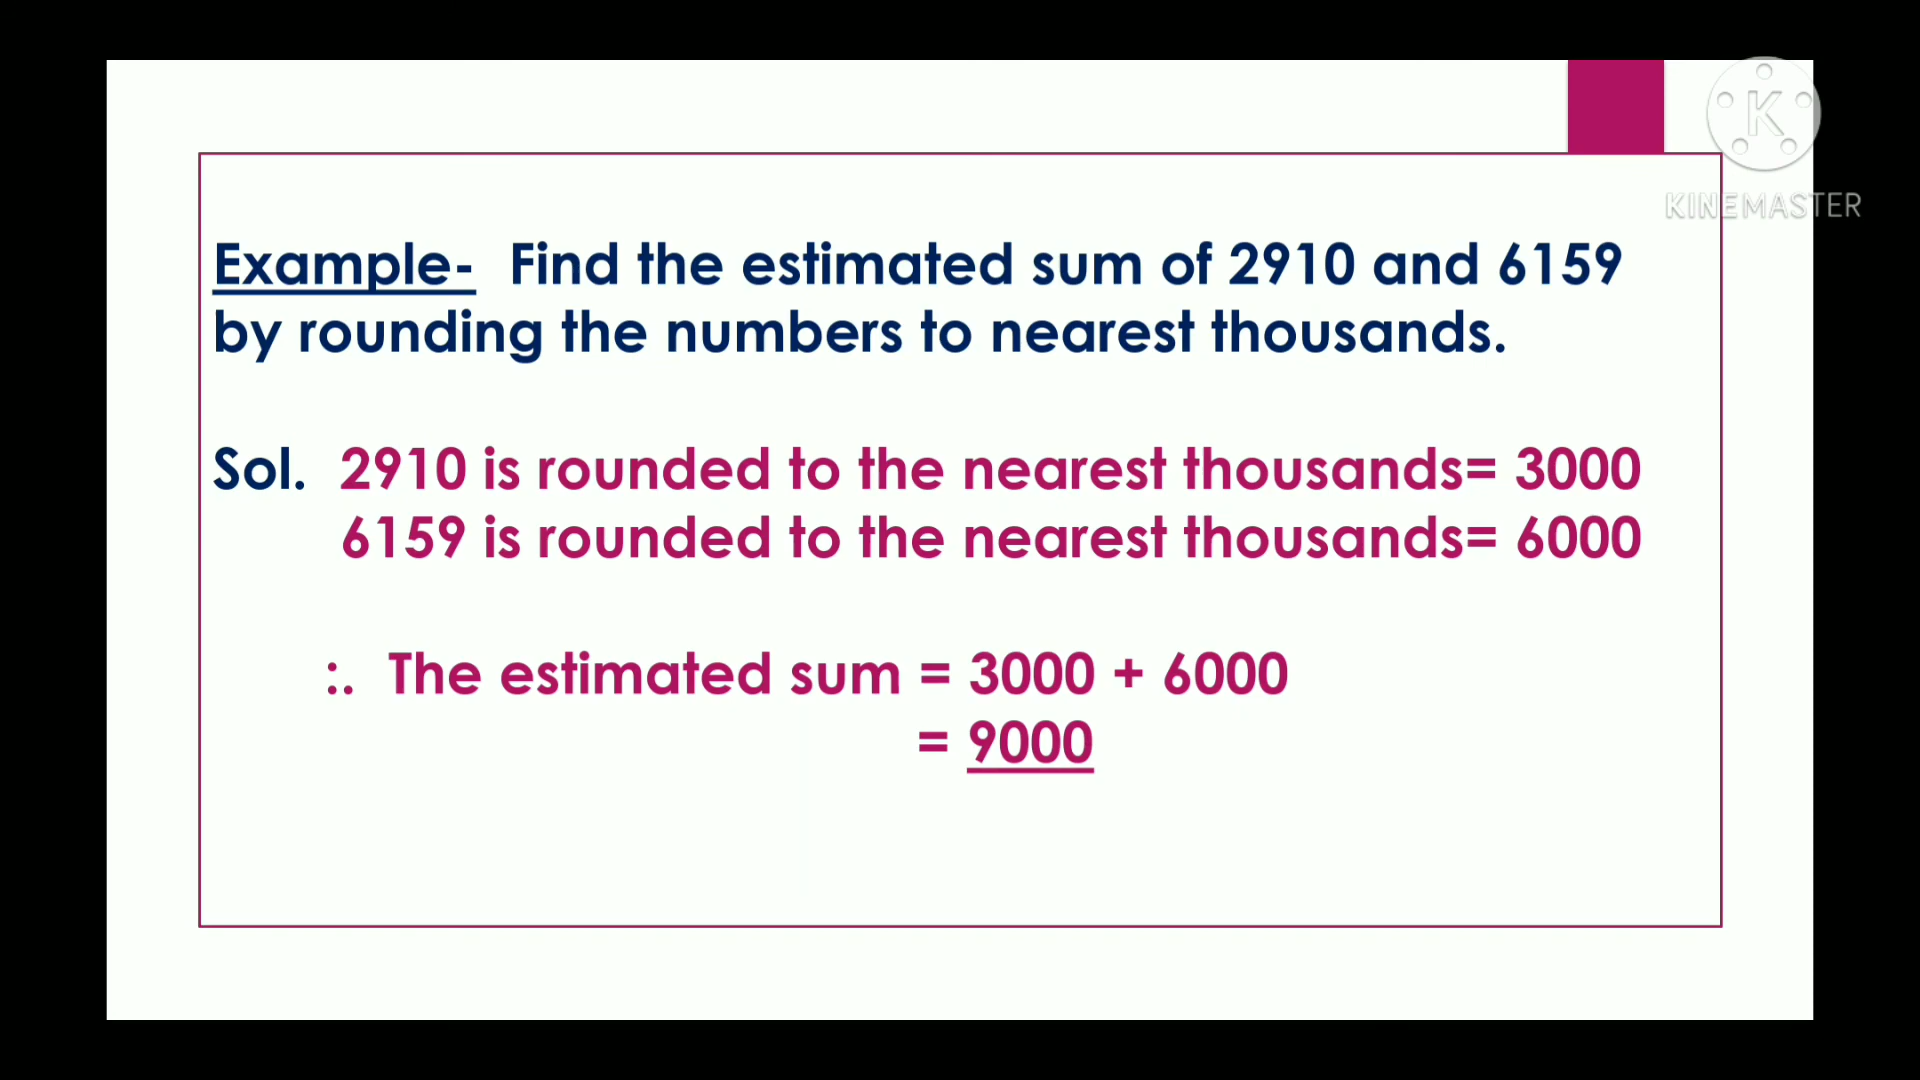 K
KINEMASTER
Example- Find the estimated sum of 2910 and 6159
by rounding the numbers to nearest thousands.
Sol. 2910 is rounded to the nearest thousands= 3000
6159 is rounded to the nearest thousands= 6000
:. The estimated sum = 3000 + 6000
= 9000